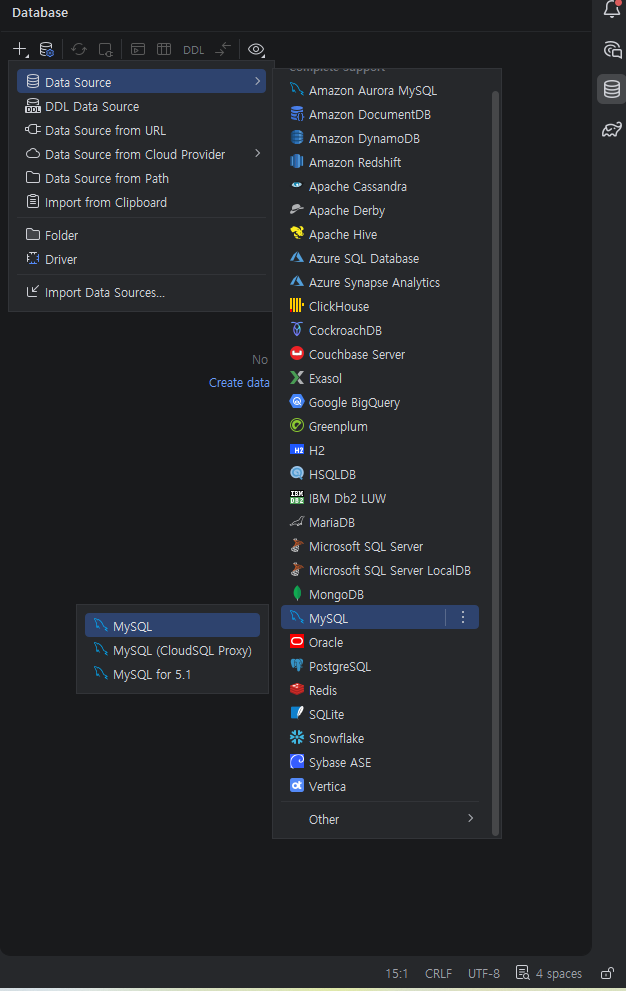 Database
DDL
Data Source
DDL Data Source
Data Source from URL
Data Source from Cloud Provider
Data Source from Path
Import from Clipboard
Folder
Driver
Import Data Sources...
No
Create data
Complete support
Amazon Aurora MySQL
Amazon DocumentDB
Amazon DynamoDB
Amazon Redshift
Apache Cassandra
Apache Derby
Apache Hive
Azure SQL Database
Azure Synapse Analytics
ClickHouse
CockroachDB
Couchbase Server
Exasol
Google BigQuery
Greenplum
H2
HSQLDB
IBM Db2 LUW
MariaDB
Microsoft SQL Server
Microsoft SQL Server LocalDB
MongoDB
MySQL
Oracle
PostgreSQL
Redis
SQLite
Snowflake
Sybase ASE
Vertica
Other
MySQL
MySQL (CloudSQL Proxy)
MySQL for 5.1
15:1 CRLF UTF-8 4 spaces